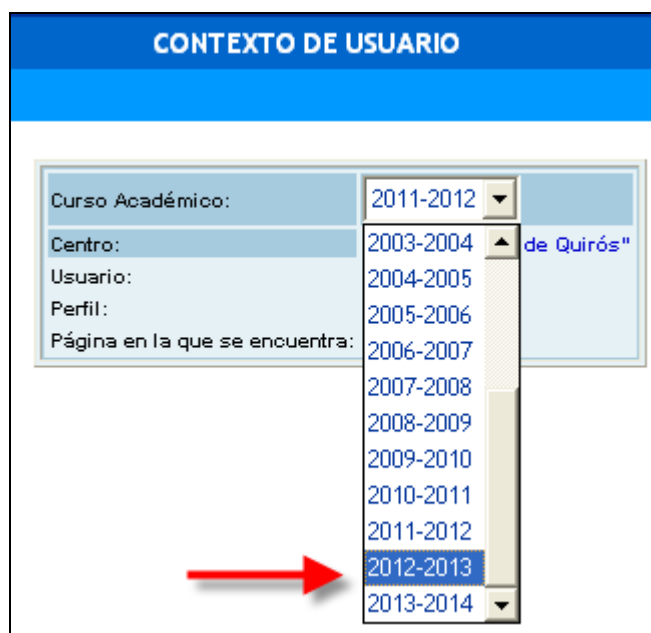 CONTEXTO DE USUARIO
Curso Académico: 2011-2012
Centro: 2003-2004 de Quirós"
Usuario: 2004-2005
Perfil: 2005-2006
Página en la que se encuentra: 2006-2007
2007-2008
2008-2009
2009-2010
2010-2011
2011-2012
2012-2013
2013-2014